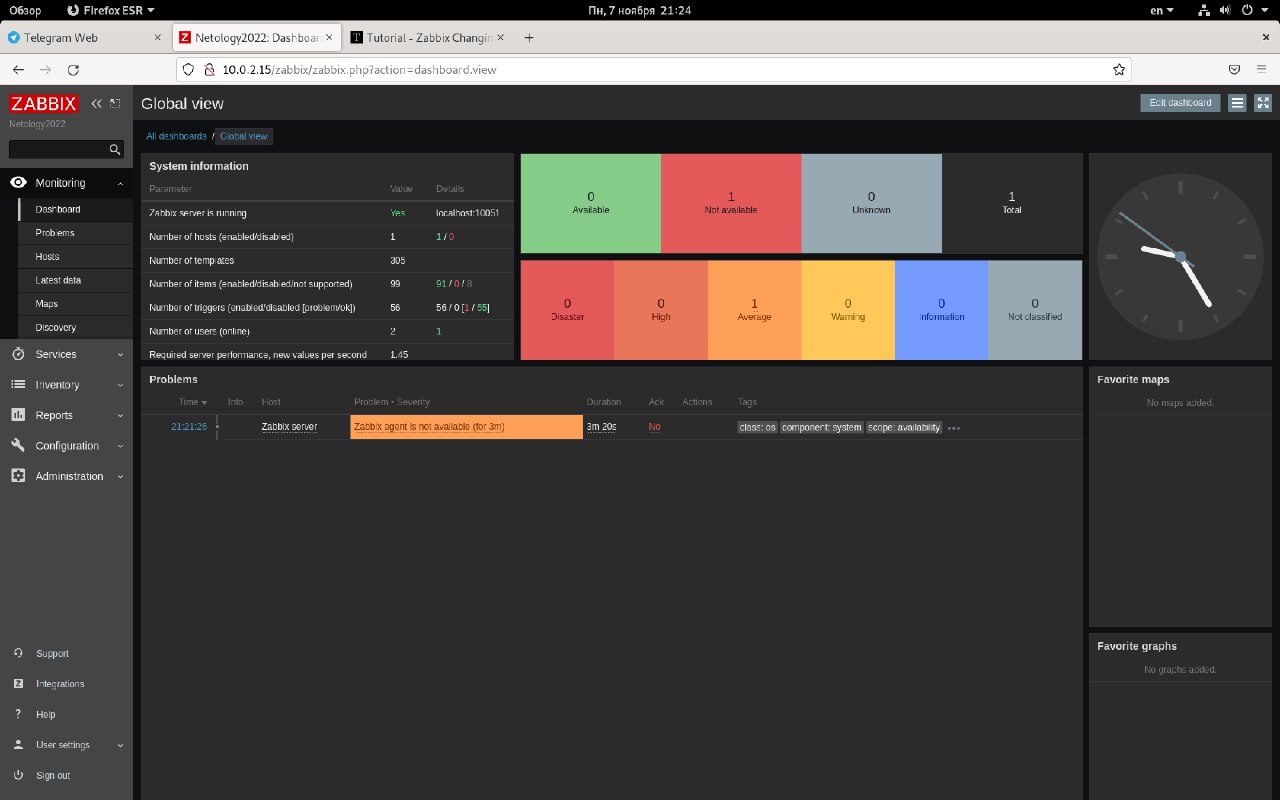 Обзор
Firefox ESR
Пн, 7 ноября 21:24
en
Telegram Web
Netology2022: Dashboar
Tutorial - Zabbix Changin
10.0.2.15/zabbix/zabbix.php?action=dashboard.view
ZABBIX
Netology2022
Monitoring
Dashboard
Problems
Hosts
Latest data
Maps
Discovery
Services
Inventory
Reports
Configuration
Administration
Support
Integrations
Help
User settings
Sign out
Global view
Edit dashboard
All dashboards / Global view
System information
Parameter Value Details
Zabbix server is running Yes localhost:10051
Number of hosts (enabled/disabled) 1 1 / 0
Number of templates 305
Number of items (enabled/disabled/not supported) 99 91 / 0 / 8
Number of triggers (enabled/disabled [problem/ok]) 56 56 / 0 [1 / 55]
Number of users (online) 2 1
Required server performance, new values per second 1.45
0 Available
1 Not available
0 Unknown
1 Total
0 Disaster
0 High
1 Average
0 Warning
0 Information
0 Not classified
Problems
Time Info Host Problem • Severity Duration Ack Actions Tags
21:21:26 Zabbix server Zabbix agent is not available (for 3m) 3m 20s No class: os component: system scope: availability •••
Favorite maps
No maps added.
Favorite graphs
No graphs added.